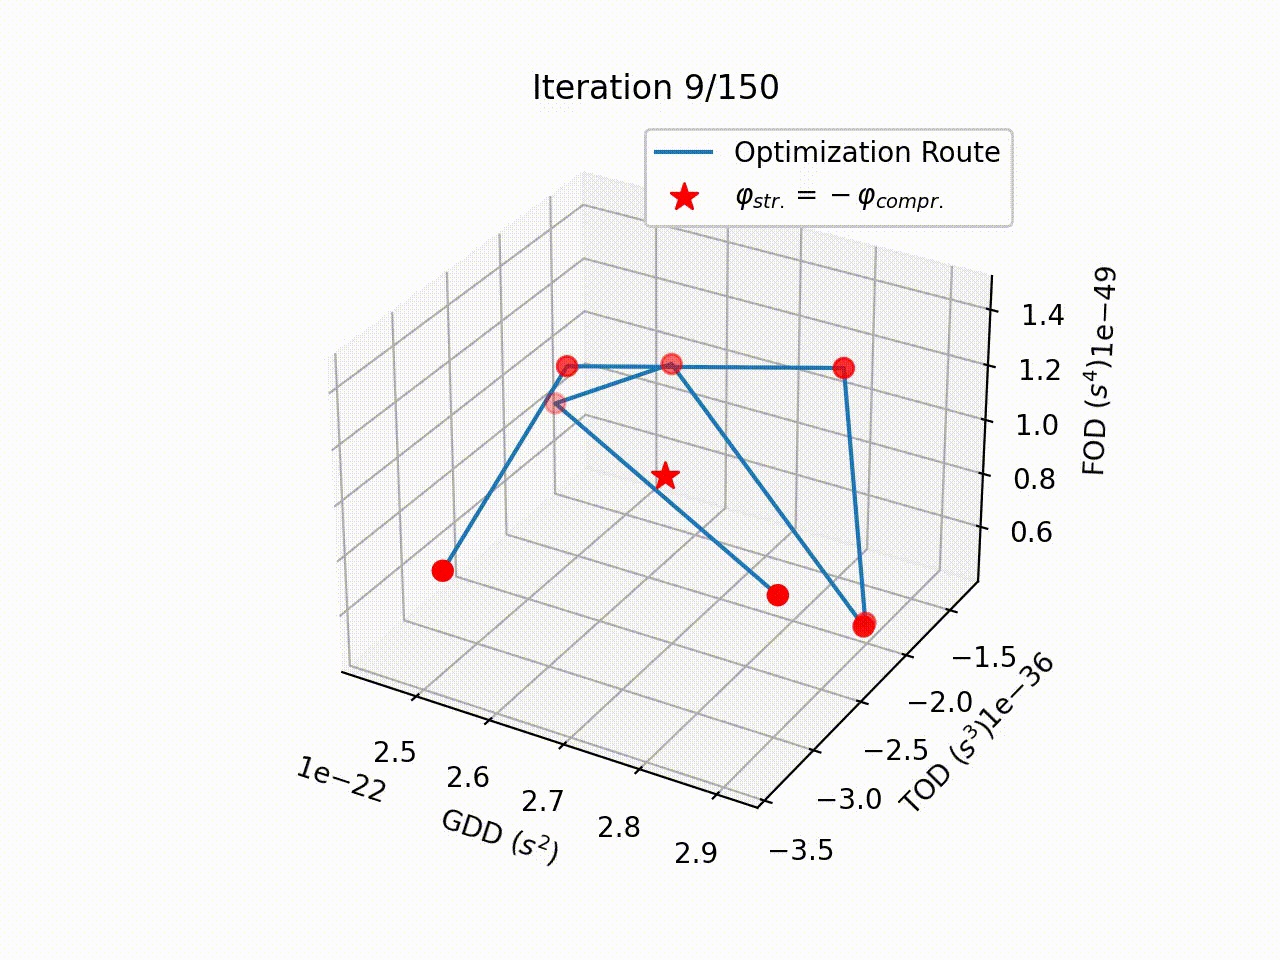 Iteration 9/150
Optimization Route
φstr. = −φcompr.
1.4
1.2
1.0
0.8
0.6
FOD (s⁴)1e−49
−1.5
−2.0
−2.5
−3.0
−3.5
TOD (s³)1e−36
2.5
2.6
2.7
2.8
2.9
1e−22
GDD (s²)